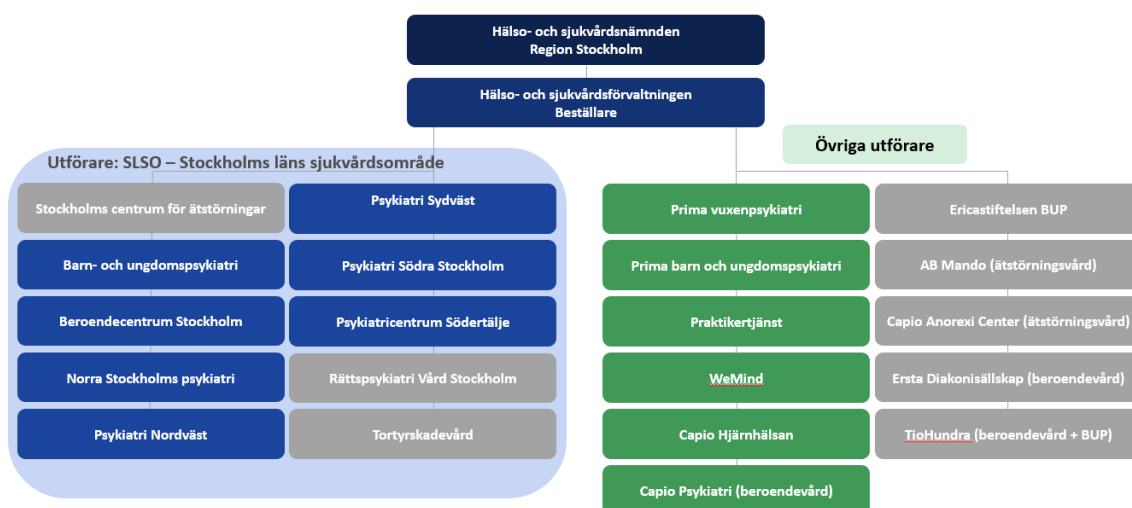 Hälso- och sjukvårdsnämnden
Region Stockholm
Hälso- och sjukvårdsförvaltningen
Beställare
Utförare: SLSO – Stockholms läns sjukvårdsområde
Stockholms centrum för ätstörningar
Barn- och ungdomspsykiatri
Beroendecentrum Stockholm
Norra Stockholms psykiatri
Psykiatri Nordväst
Psykiatri Sydväst
Psykiatri Södra Stockholm
Psykiatricentrum Södertälje
Rättspsykiatri Vård Stockholm
Tortyrskadevård
Övriga utförare
Prima vuxenpsykiatri
Prima barn och ungdomspsykiatri
Praktikertjänst
WeMind
Capio Hjärnhälsan
Capio Psykiatri (beroendevård)
Ericastiftelsen BUP
AB Mando (ätstörningsvård)
Capio Anorexi Center (ätstörningsvård)
Ersta Diakonisällskap (beroendevård)
TioHundra (beroendevård + BUP)